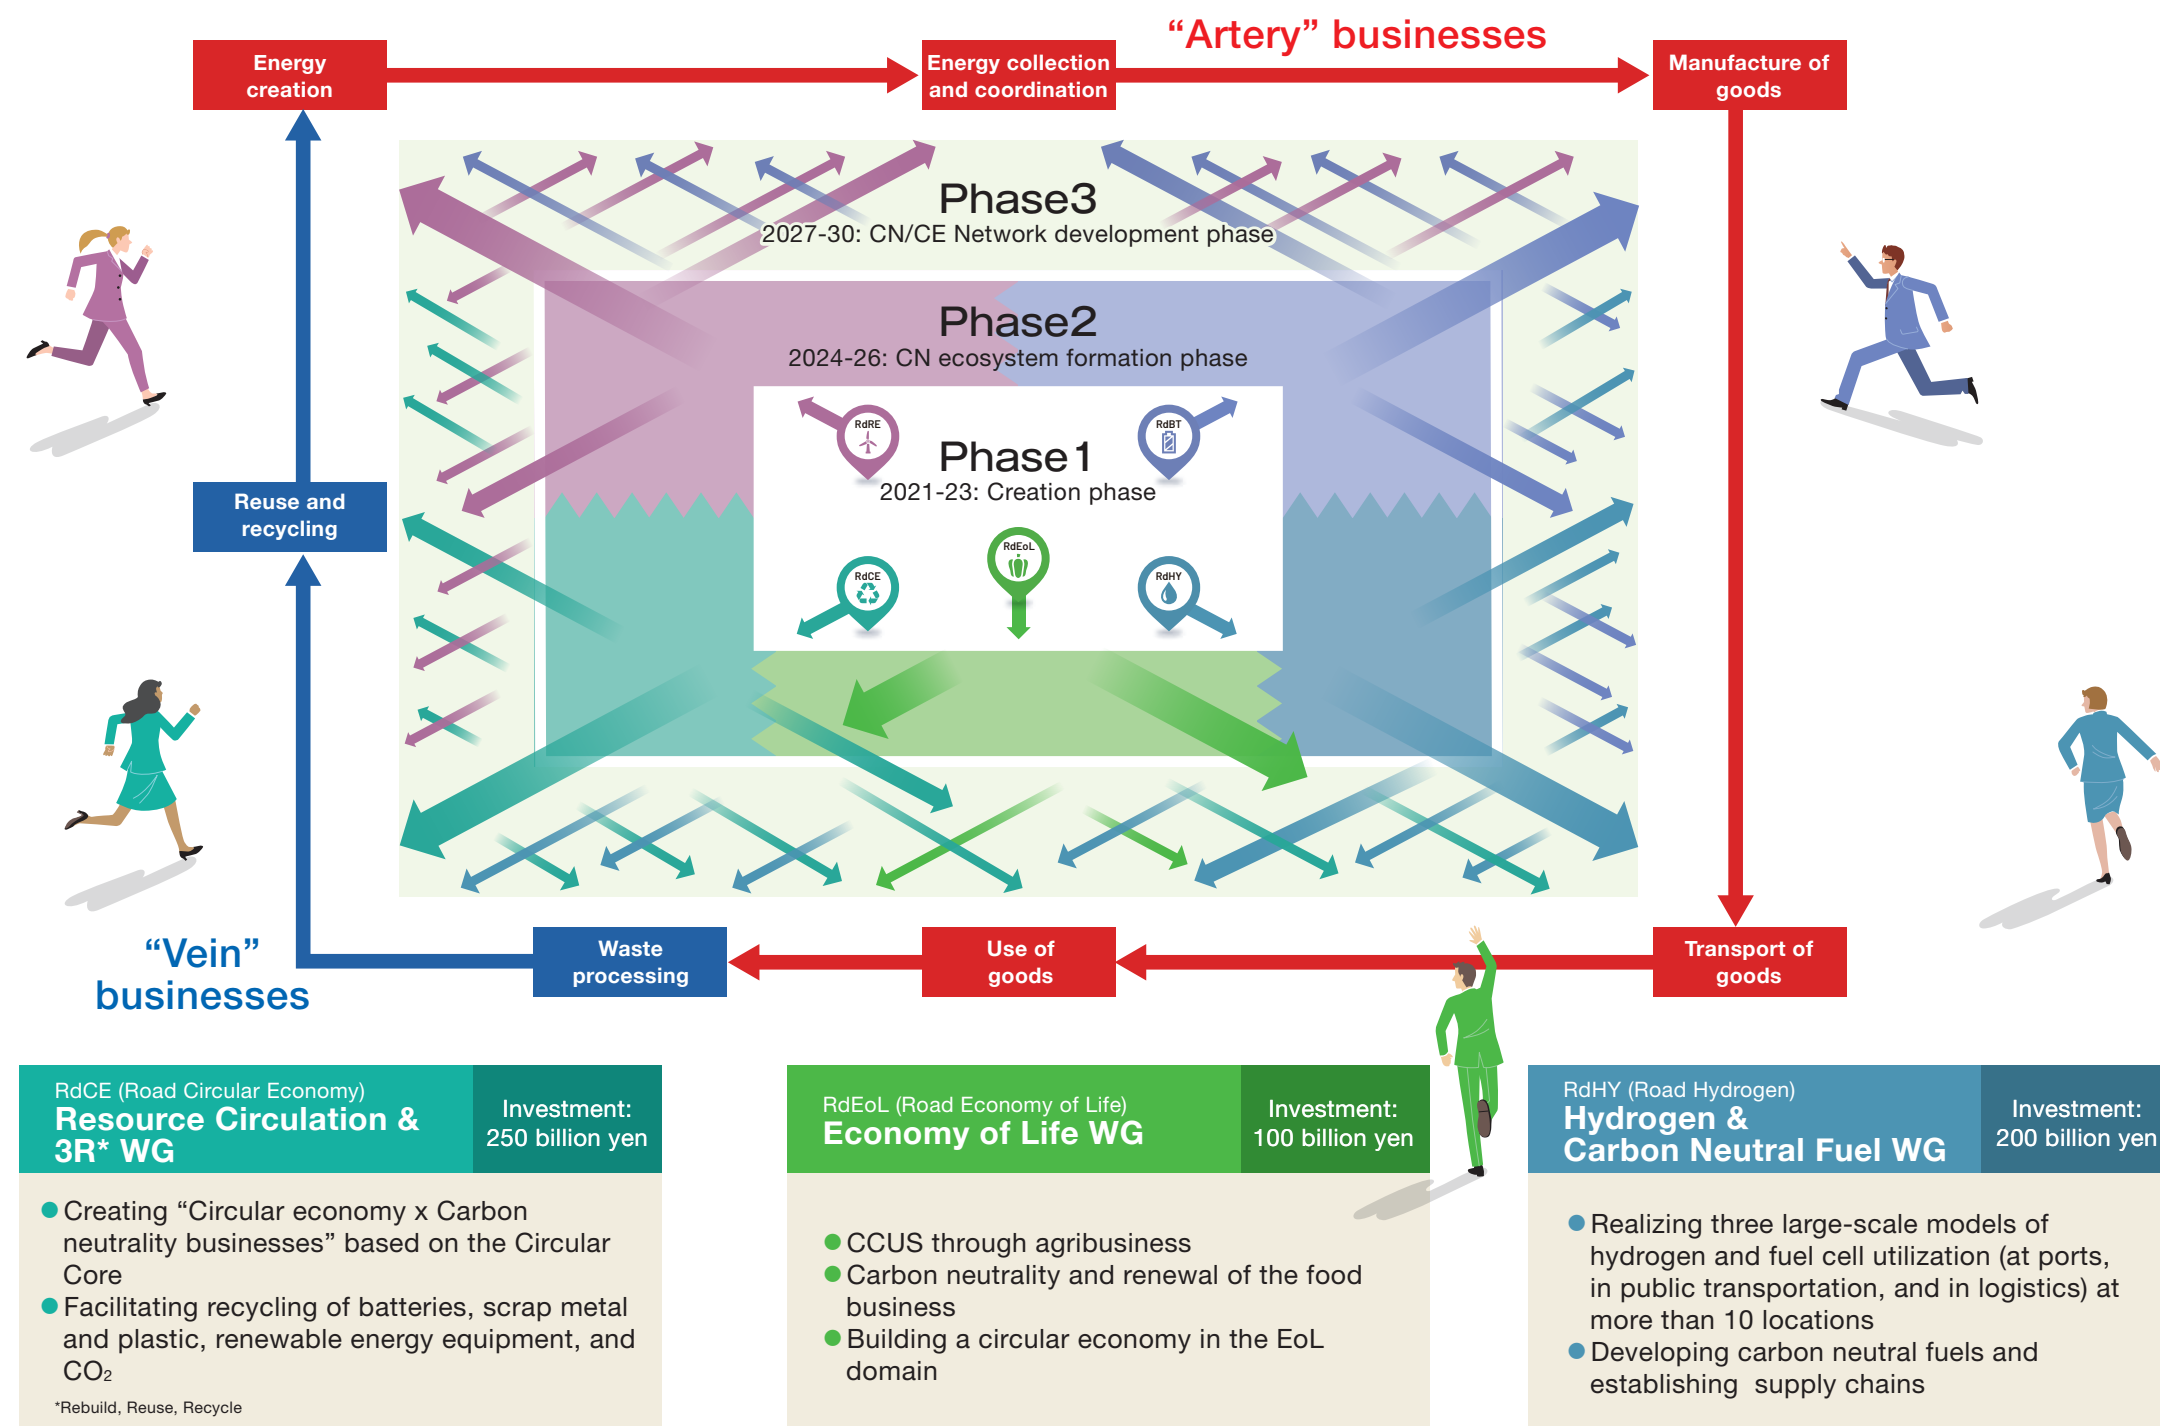 “Artery” businesses
Energy
creation
Energy collection
and coordination
Manufacture of
goods
Phase3
2027-30: CN/CE Network development phase
Phase2
2024-26: CN ecosystem formation phase
RdRE
RdBT
Phase1
2021-23: Creation phase
Reuse and
recycling
RdEoL
RdCE
RdHY
“Vein”
businesses
Waste
processing
Use of
goods
Transport of
goods
RdCE (Road Circular Economy)
Resource Circulation &
3R* WG
Investment:
250 billion yen
Creating “Circular economy x Carbon
neutrality businesses” based on the Circular
Core
Facilitating recycling of batteries, scrap metal
and plastic, renewable energy equipment, and
CO₂
*Rebuild, Reuse, Recycle
RdEoL (Road Economy of Life)
Economy of Life WG
Investment:
100 billion yen
CCUS through agribusiness
Carbon neutrality and renewal of the food
business
Building a circular economy in the EoL
domain
RdHY (Road Hydrogen)
Hydrogen &
Carbon Neutral Fuel WG
Investment:
200 billion yen
Realizing three large-scale models of
hydrogen and fuel cell utilization (at ports,
in public transportation, and in logistics) at
more than 10 locations
Developing carbon neutral fuels and
establishing supply chains